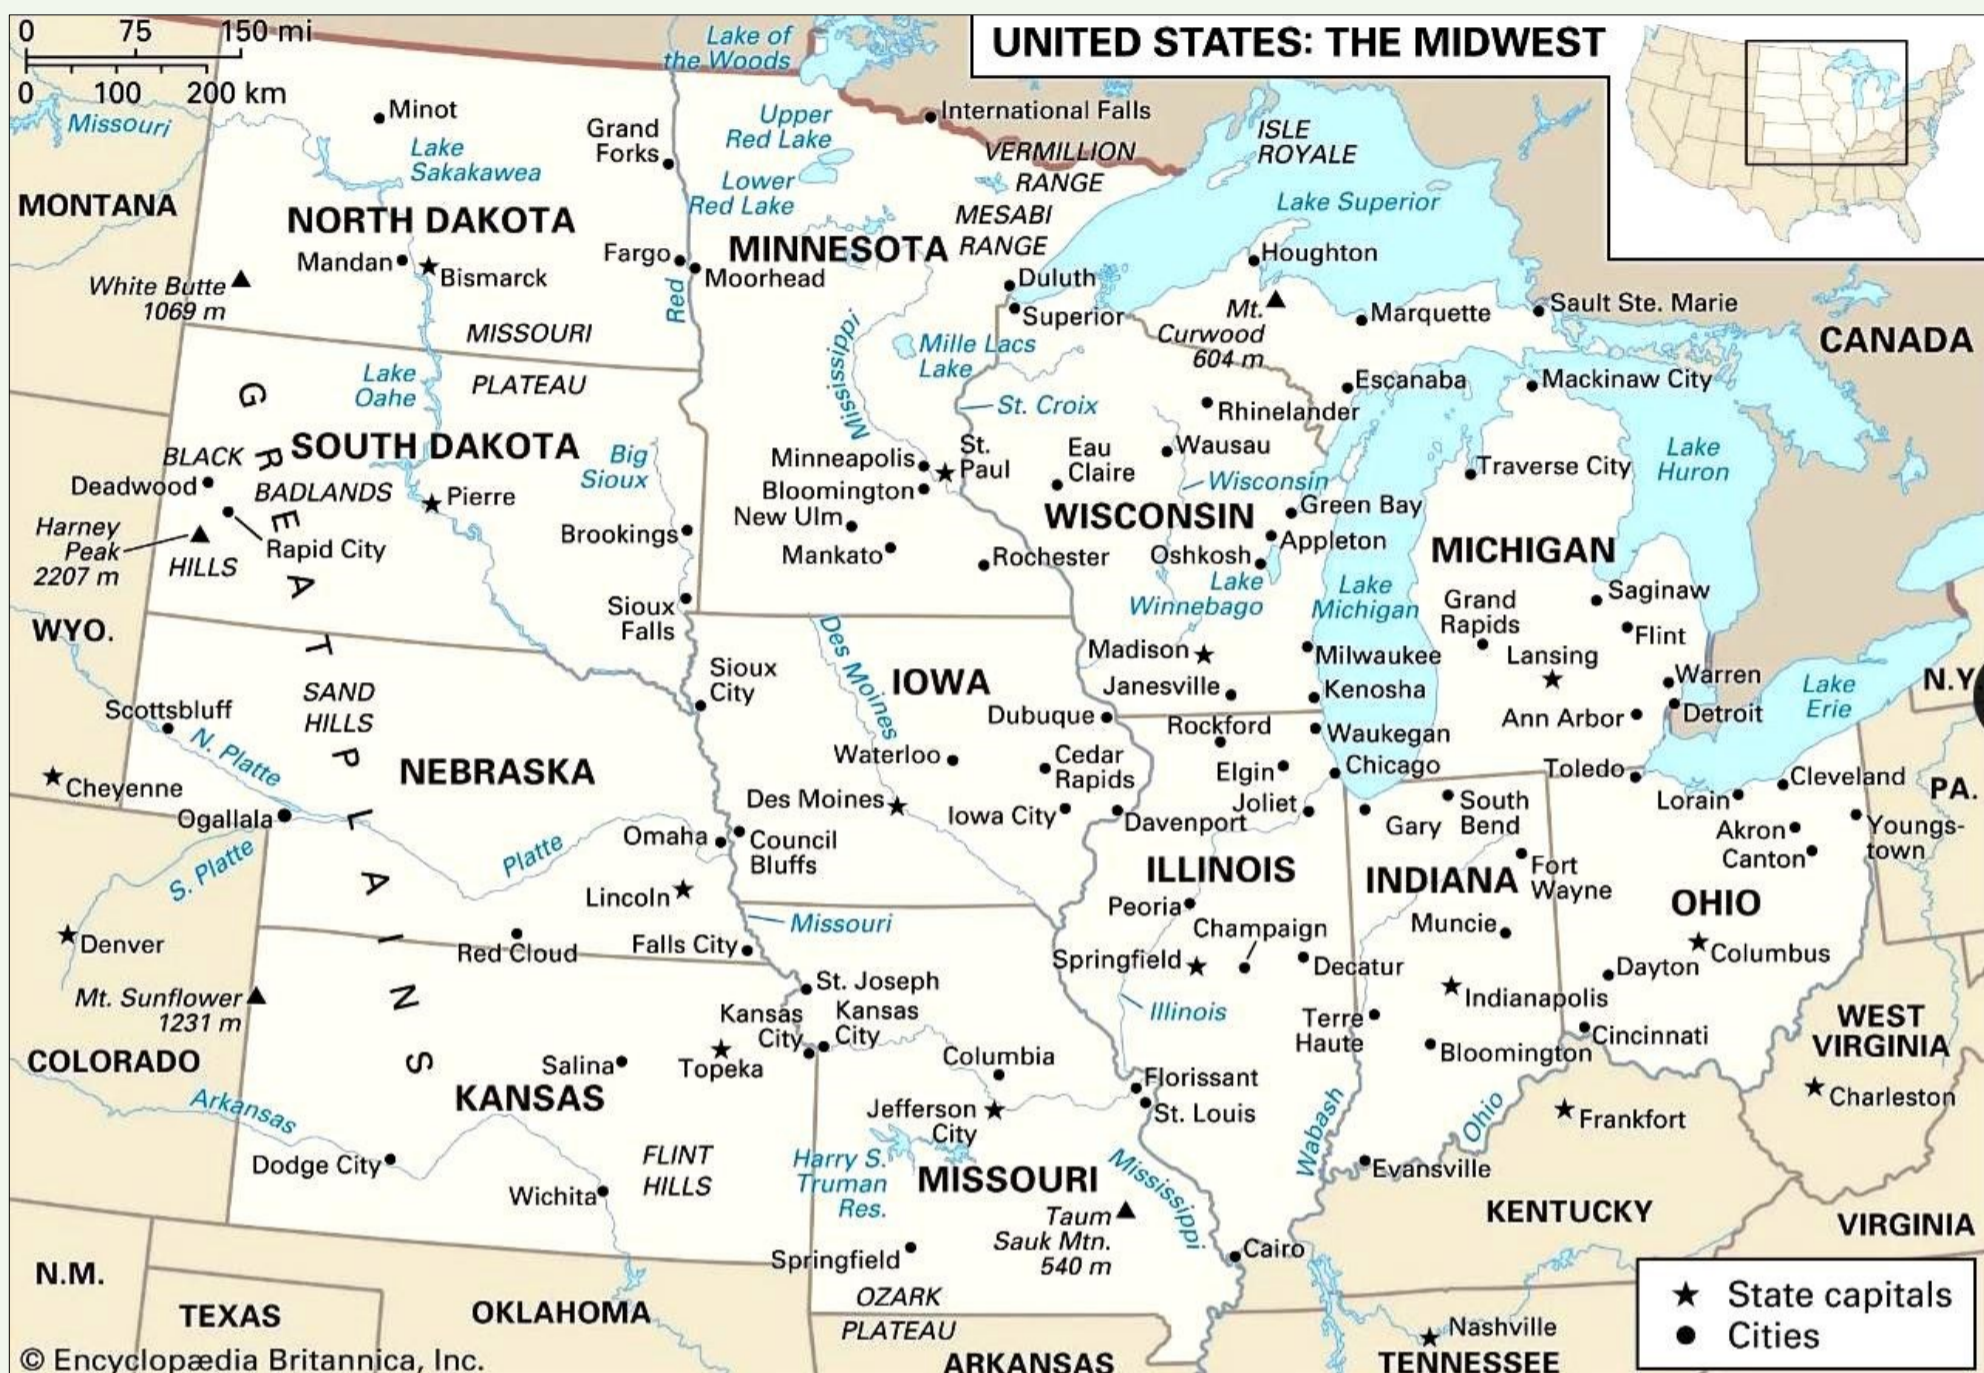 0 75 150 mi
0 100 200 km
UNITED STATES: THE MIDWEST
Lake of
the Woods
Missouri
Minot
Lake
Sakakawea
Grand
Forks
Upper
Red Lake
Lower
Red Lake
International Falls
VERMILLION
RANGE
MESABI
RANGE
ISLE
ROYALE
Lake Superior
MONTANA
NORTH DAKOTA
Mandan
Bismarck
White Butte
1069 m
Fargo
Moorhead
Red
MINNESOTA
Duluth
Superior
Houghton
Mt.
Curwood
604 m
Marquette
Sault Ste. Marie
CANADA
MISSOURI
PLATEAU
Mississippi
Mille Lacs
Lake
St. Croix
Escanaba
Mackinaw City
Rhinelander
Lake
Oahe
GREAT PLAINS
SOUTH DAKOTA
BLACK
HILLS
Deadwood
BADLANDS
Pierre
Harney
Peak
2207 m
Rapid City
Big
Sioux
Brookings
Sioux
Falls
Minneapolis
St.
Paul
Bloomington
New Ulm
Mankato
Rochester
Eau
Claire
Wausau
Wisconsin
WISCONSIN
Green Bay
Appleton
Oshkosh
Lake
Winnebago
Lake
Michigan
Traverse City
Lake
Huron
MICHIGAN
Saginaw
Grand
Rapids
Flint
Lansing
Warren
Detroit
Ann Arbor
Lake
Erie
N.Y.
WYO.
Madison
Janesville
Milwaukee
Kenosha
Waukegan
Chicago
Rockford
Elgin
Joliet
Sioux
City
Des Moines
IOWA
Dubuque
Waterloo
Cedar
Rapids
Des Moines
Iowa City
Davenport
SAND
HILLS
Scottsbluff
N. Platte
NEBRASKA
Cheyenne
Ogallala
S. Platte
Platte
Omaha
Council
Bluffs
Lincoln
Missouri
Red Cloud
Falls City
Denver
Mt. Sunflower
1231 m
COLORADO
Toledo
Lorain
Cleveland
PA.
Akron
Canton
Youngs-
town
Gary
South
Bend
Fort
Wayne
ILLINOIS
INDIANA
OHIO
Peoria
Champaign
Springfield
Decatur
Illinois
Muncie
Indianapolis
Terre
Haute
Bloomington
Dayton
Columbus
Cincinnati
WEST
VIRGINIA
Charleston
St. Joseph
Kansas
City
Kansas
City
Salina
Topeka
Columbia
Florissant
St. Louis
Jefferson
City
KANSAS
Arkansas
Dodge City
Wichita
FLINT
HILLS
Harry S.
Truman
Res.
MISSOURI
Mississippi
Taum
Sauk Mtn.
540 m
Springfield
OZARK
PLATEAU
Cairo
Wabash
Ohio
Evansville
Frankfort
KENTUCKY
VIRGINIA
N.M.
TEXAS
OKLAHOMA
ARKANSAS
Nashville
TENNESSEE
State capitals
Cities
© Encyclopædia Britannica, Inc.